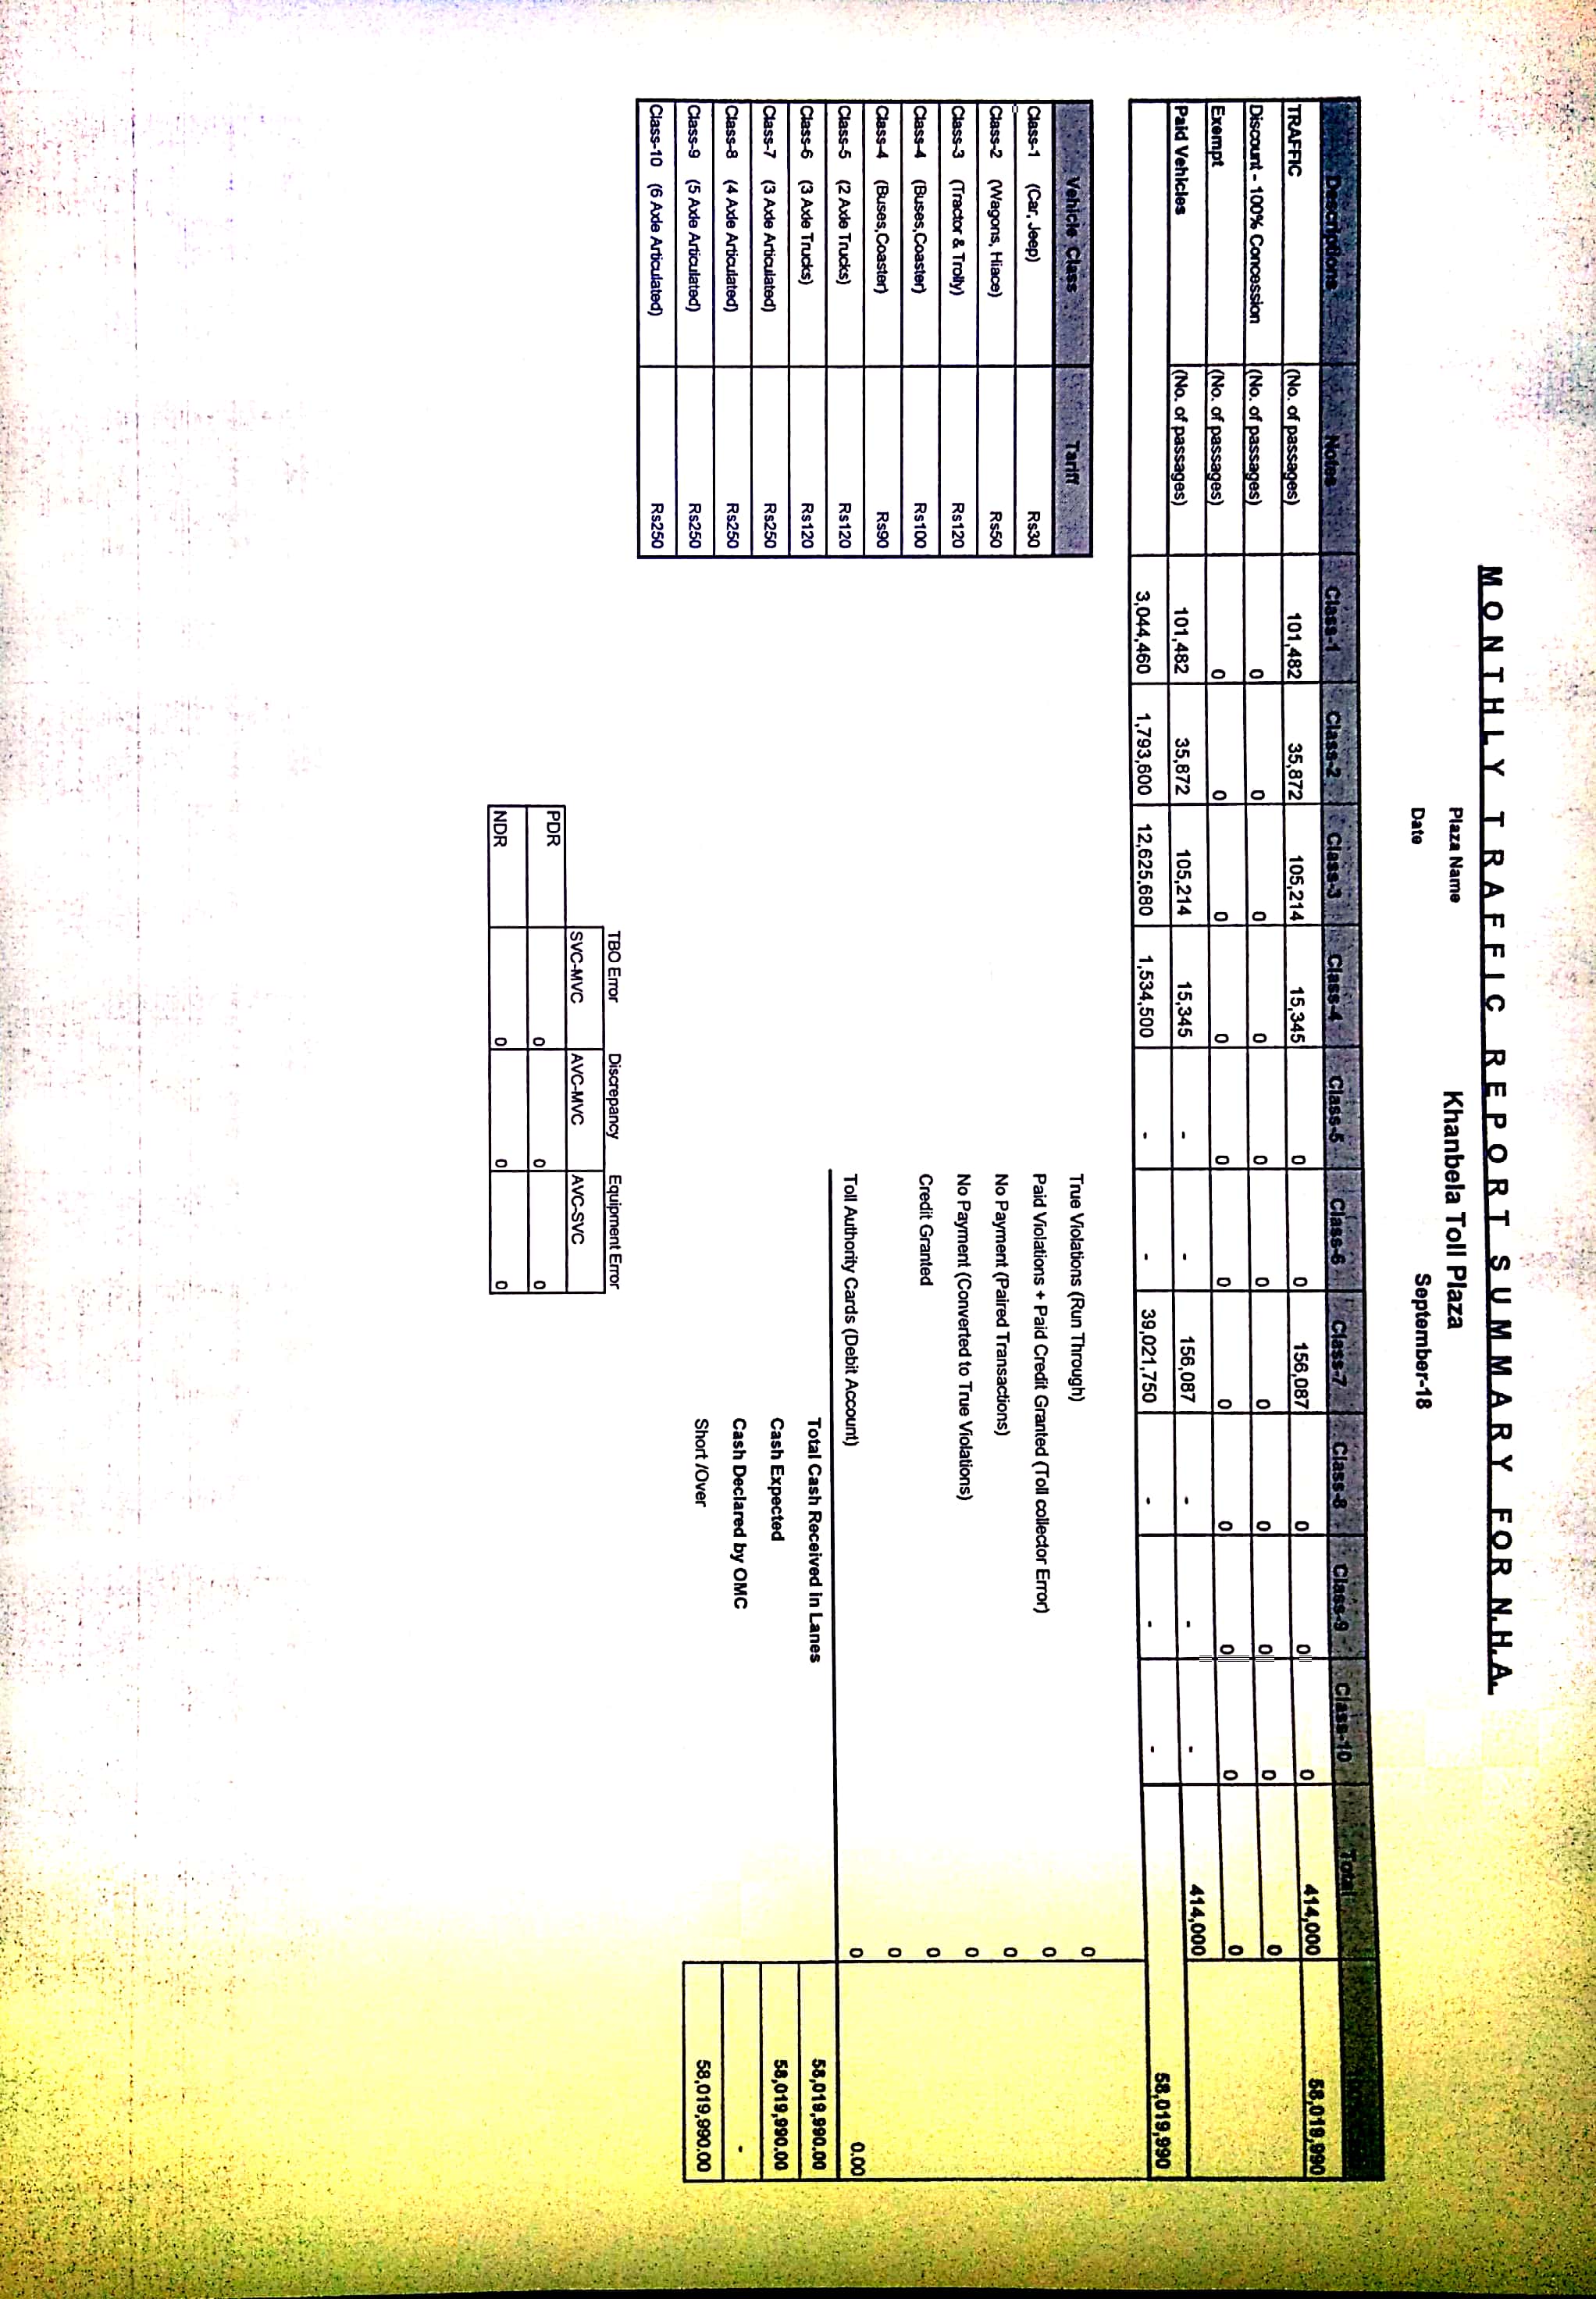 MONTHLY TRAFFIC REPORT SUMMARY FOR N.H.A.
Plaza Name Khanbela Toll Plaza
Date September-18
Descriptions Notes Class-1 Class-2 Class-3 Class-4 Class-5 Class-6 Class-7 Class-8 Class-9 Class-10 Total
TRAFFIC (No. of passages) 101,482 35,872 105,214 15,345 0 0 156,087 0 0 0 414,000 58,019,990
Discount - 100% Concession (No. of passages) 0 0 0 0 0 0 0 0 0 0 0
Exempt (No. of passages) 0 0 0 0 0 0 0 0 0 0 0
Paid Vehicles (No. of passages) 101,482 35,872 105,214 15,345 - - 156,087 - - - 414,000
3,044,460 1,793,600 12,625,680 1,534,500 - - 39,021,750 - - - 58,019,990
Vehicle Class Tariff
Class-1 (Car, Jeep) Rs30
Class-2 (Wagons, Hiace) Rs50
Class-3 (Tractor & Trolly) Rs120
Class-4 (Buses,Coaster) Rs100
Class-4 (Buses,Coaster) Rs90
Class-5 (2 Axle Trucks) Rs120
Class-6 (3 Axle Trucks) Rs120
Class-7 (3 Axle Articulated) Rs250
Class-8 (4 Axle Articulated) Rs250
Class-9 (5 Axle Articulated) Rs250
Class-10 (6 Axle Articulated) Rs250
True Violations (Run Through) 0
Paid Violations + Paid Credit Granted (Toll collector Error) 0
No Payment (Paired Transactions) 0
No Payment (Converted to True Violations) 0
Credit Granted 0
0
Toll Authority Cards (Debit Account) 0 0.00
Total Cash Received in Lanes 58,019,990.00
Cash Expected 58,019,990.00
Cash Declared by OMC -
Short /Over 58,019,990.00
TBO Error Discrepancy Equipment Error
SVC-MVC AVC-MVC AVC-SVC
PDR 0 0 0
NDR 0 0 0